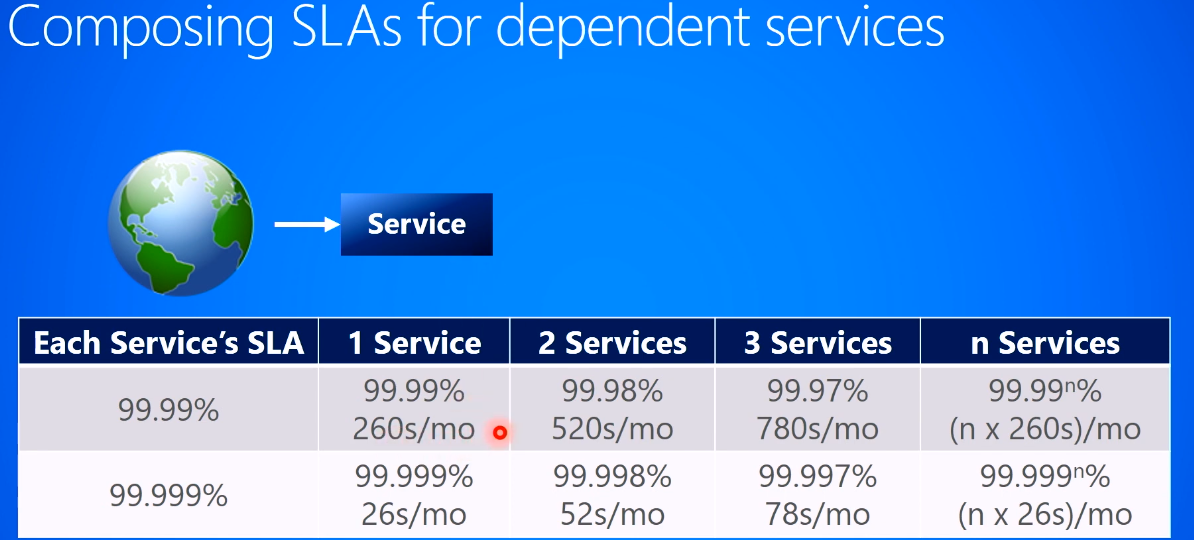 Composing SLAs for dependent services
Service
Each Service's SLA 1 Service 2 Services 3 Services n Services
99.99% 99.99% 99.98% 99.97% 99.99ⁿ%
260s/mo 520s/mo 780s/mo (n x 260s)/mo
99.999% 99.999% 99.998% 99.997% 99.999ⁿ%
26s/mo 52s/mo 78s/mo (n x 26s)/mo